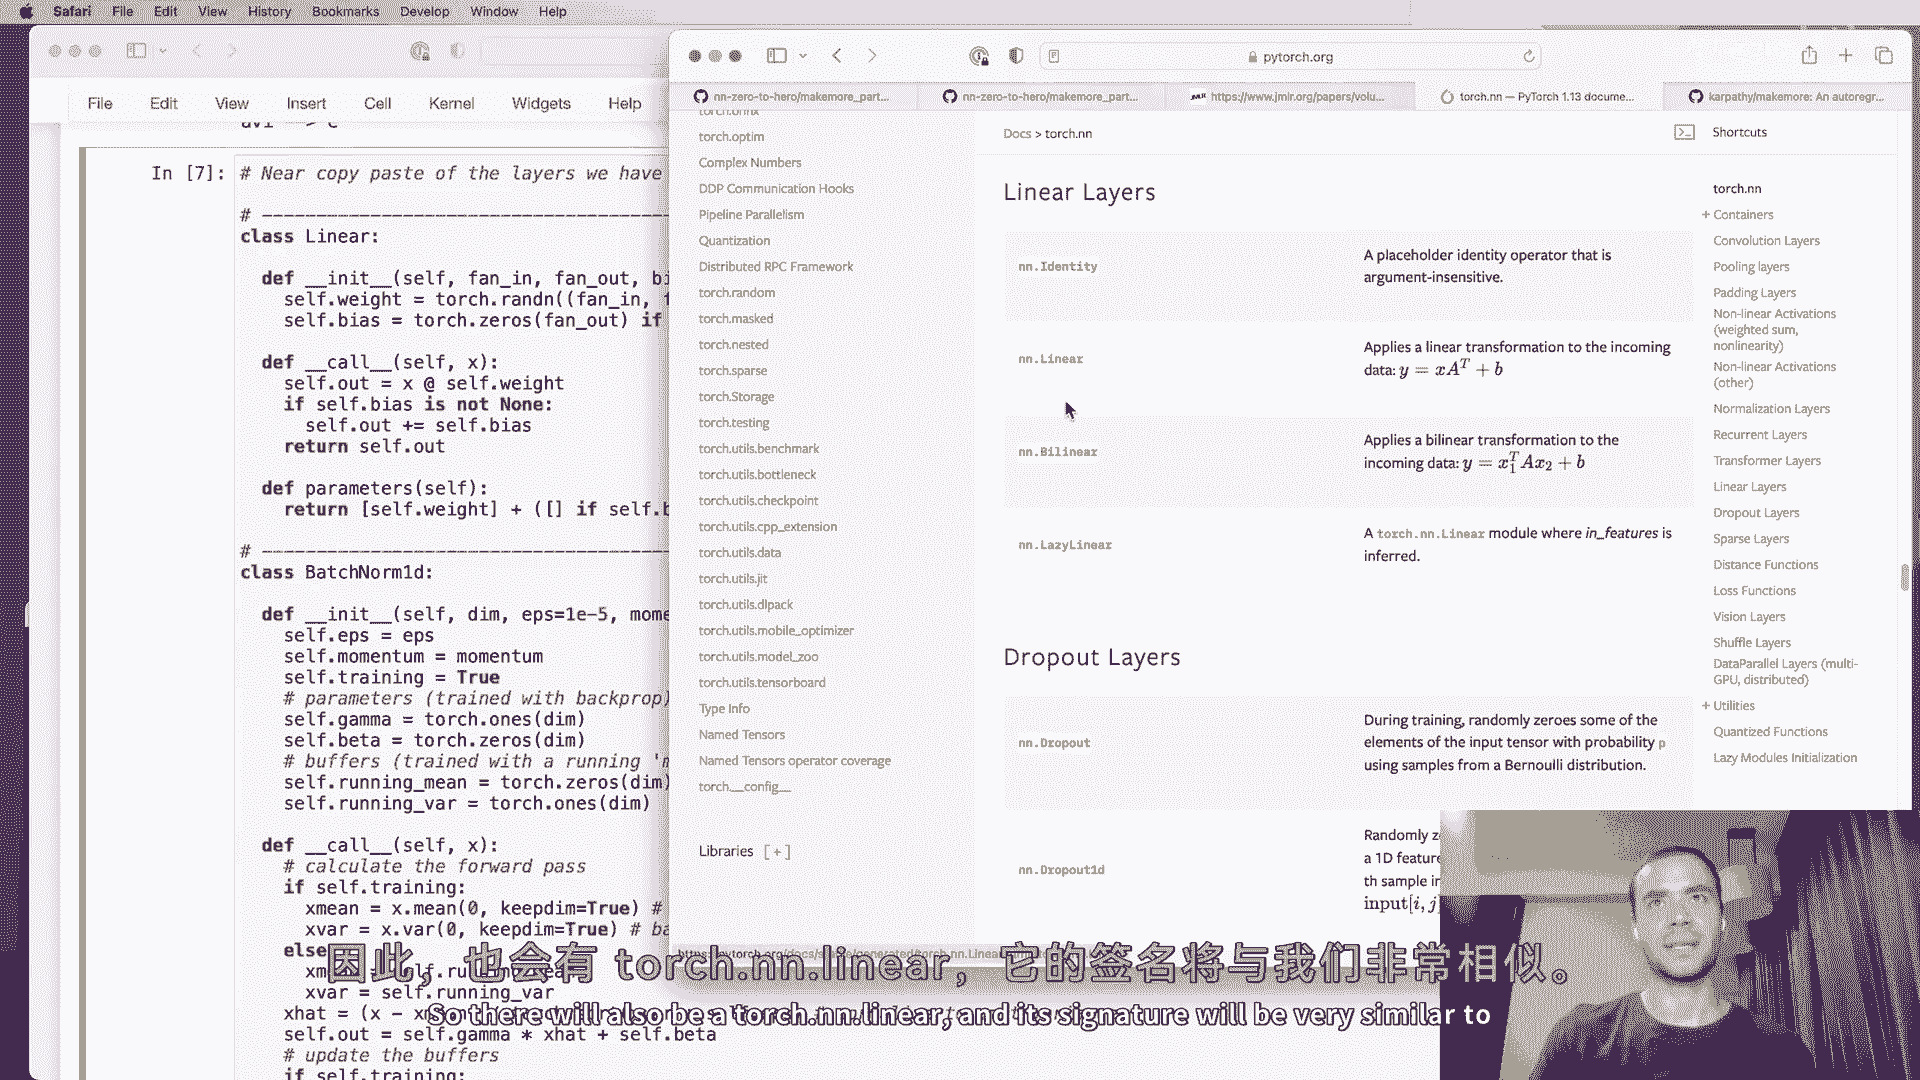 Safari File Edit View History Bookmarks Develop Window Help
File Edit View Insert Cell Kernel Widgets Help
In [7]: # Near copy paste of the layers we have
class Linear:
def __init__(self, fan_in, fan_out, bi
self.weight = torch.randn((fan_in, f
self.bias = torch.zeros(fan_out) if
def __call__(self, x):
self.out = x @ self.weight
if self.bias is not None:
self.out += self.bias
return self.out
def parameters(self):
return [self.weight] + ([] if self.b
class BatchNorm1d:
def __init__(self, dim, eps=1e-5, mome
self.eps = eps
self.momentum = momentum
self.training = True
# parameters (trained with backprop)
self.gamma = torch.ones(dim)
self.beta = torch.zeros(dim)
# buffers (trained with a running 'm
self.running_mean = torch.zeros(dim)
self.running_var = torch.ones(dim)
def __call__(self, x):
# calculate the forward pass
if self.training:
xmean = x.mean(0, keepdim=True) #
xvar = x.var(0, keepdim=True) # ba
else
xvar = self.running_var
self.out = self.gamma * xhat + self.beta
# update the buffers
if self.training:
pytorch.org
nn-zero-to-hero/makemore_part...
nn-zero-to-hero/makemore_part...
https://www.jmlr.org/papers/volu...
torch.nn — PyTorch 1.13 docume...
karpathy/makemore: An autoregr...
torch.onnx
torch.optim
Complex Numbers
DDP Communication Hooks
Pipeline Parallelism
Quantization
Distributed RPC Framework
torch.random
torch.masked
torch.nested
torch.sparse
torch.Storage
torch.testing
torch.utils.benchmark
torch.utils.bottleneck
torch.utils.checkpoint
torch.utils.cpp_extension
torch.utils.data
torch.utils.jit
torch.utils.dlpack
torch.utils.mobile_optimizer
torch.utils.model_zoo
torch.utils.tensorboard
Type Info
Named Tensors
Named Tensors operator coverage
torch.__config__
Libraries [ + ]
Docs > torch.nn
Linear Layers
nn.Identity
A placeholder identity operator that is
argument-insensitive.
nn.Linear
Applies a linear transformation to the incoming
data: y = xA^T + b
nn.Bilinear
Applies a bilinear transformation to the
incoming data: y = x_1^T Ax_2 + b
nn.LazyLinear
A torch.nn.Linear module where in_features is
inferred.
Dropout Layers
nn.Dropout
During training, randomly zeroes some of the
elements of the input tensor with probability p
using samples from a Bernoulli distribution.
nn.Dropout1d
Randomly z
a 1D feature
th sample in
input[i, j]
Shortcuts
torch.nn
+ Containers
Convolution Layers
Pooling layers
Padding Layers
Non-linear Activations
(weighted sum,
nonlinearity)
Non-linear Activations
(other)
Normalization Layers
Recurrent Layers
Transformer Layers
Linear Layers
Dropout Layers
Sparse Layers
Distance Functions
Loss Functions
Vision Layers
Shuffle Layers
DataParallel Layers (multi-
GPU, distributed)
+ Utilities
Quantized Functions
Lazy Modules Initialization
因此，也会有 torch.nn.linear，它的签名将与我们非常相似。
So there will also be a torch.nn.linear, and its signature will be very similar to